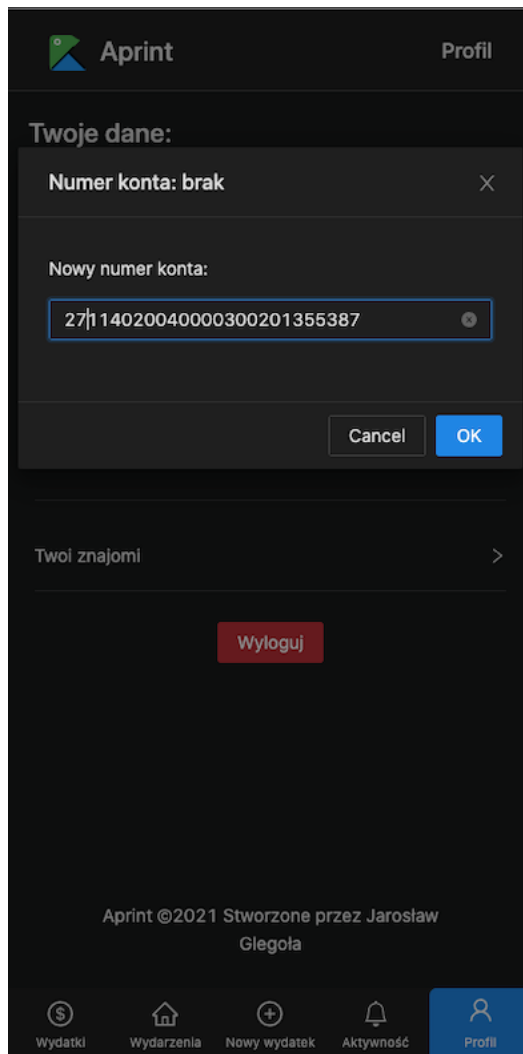 Aprint
Profil
Twoje dane:
Numer konta: brak
Nowy numer konta:
27114020040000300201355387
Cancel
OK
Twoi znajomi
Wyloguj
Aprint ©2021 Stworzone przez Jarosław
Glegoła
Wydatki
Wydarzenia
Nowy wydatek
Aktywność
Profil